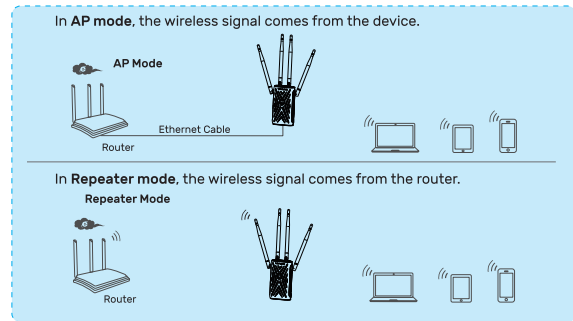 In AP mode, the wireless signal comes from the device.
AP Mode
Ethernet Cable
Router
In Repeater mode, the wireless signal comes from the router.
Repeater Mode
Router